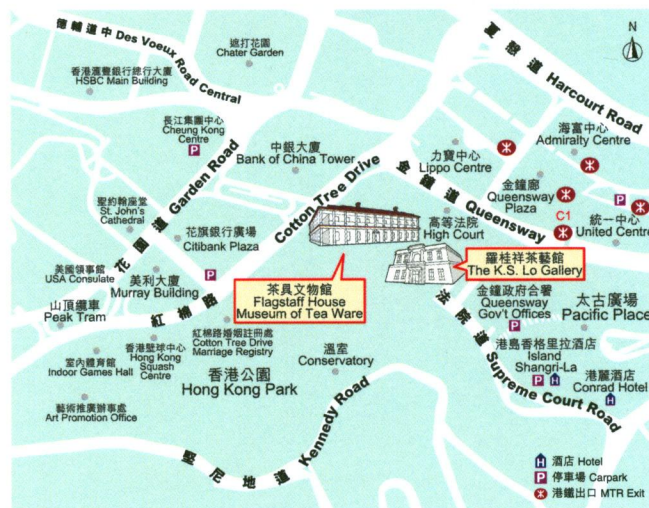 德輔道中 Des Voeux Road Central
遮打花園
Chater Garden
夏慤道 Harcourt Road
N
香港滙豐銀行總行大廈
HSBC Main Building
長江集團中心
Cheung Kong
Centre
P
中銀大廈
Bank of China Tower
力寶中心
Lippo Centre
海富中心
Admiralty Centre
花園道 Garden Road
Cotton Tree Drive
紅棉路
金鐘道 Queensway
金鐘廊
Queensway
Plaza
P
C1
統一中心
United Centre
聖約翰座堂
St. John's
Cathedral
花旗銀行廣場
Citibank Plaza
高等法院
High Court
羅桂祥茶藝館
The K.S. Lo Gallery
美國領事館
USA Consulate
美利大廈
Murray Building
P
山頂纜車
Peak Tram
茶具文物館
Flagstaff House
Museum of Tea Ware
金鐘政府合署
Queensway
Gov't Offices
P
太古廣場
Pacific Place
法院道 Supreme Court Road
室內體育館
Indoor Games Hall
香港壁球中心
Hong Kong
Squash
Centre
紅棉路婚姻註冊處
Cotton Tree Drive
Marriage Registry
溫室
Conservatory
港島香格里拉酒店
Island
Shangri-La
P H
港麗酒店
Conrad Hotel
H
香港公園
Hong Kong Park
藝術推廣辦事處
Art Promotion Office
堅尼地道 Kennedy Road
H 酒店 Hotel
P 停車場 Carpark
港鐵出口 MTR Exit